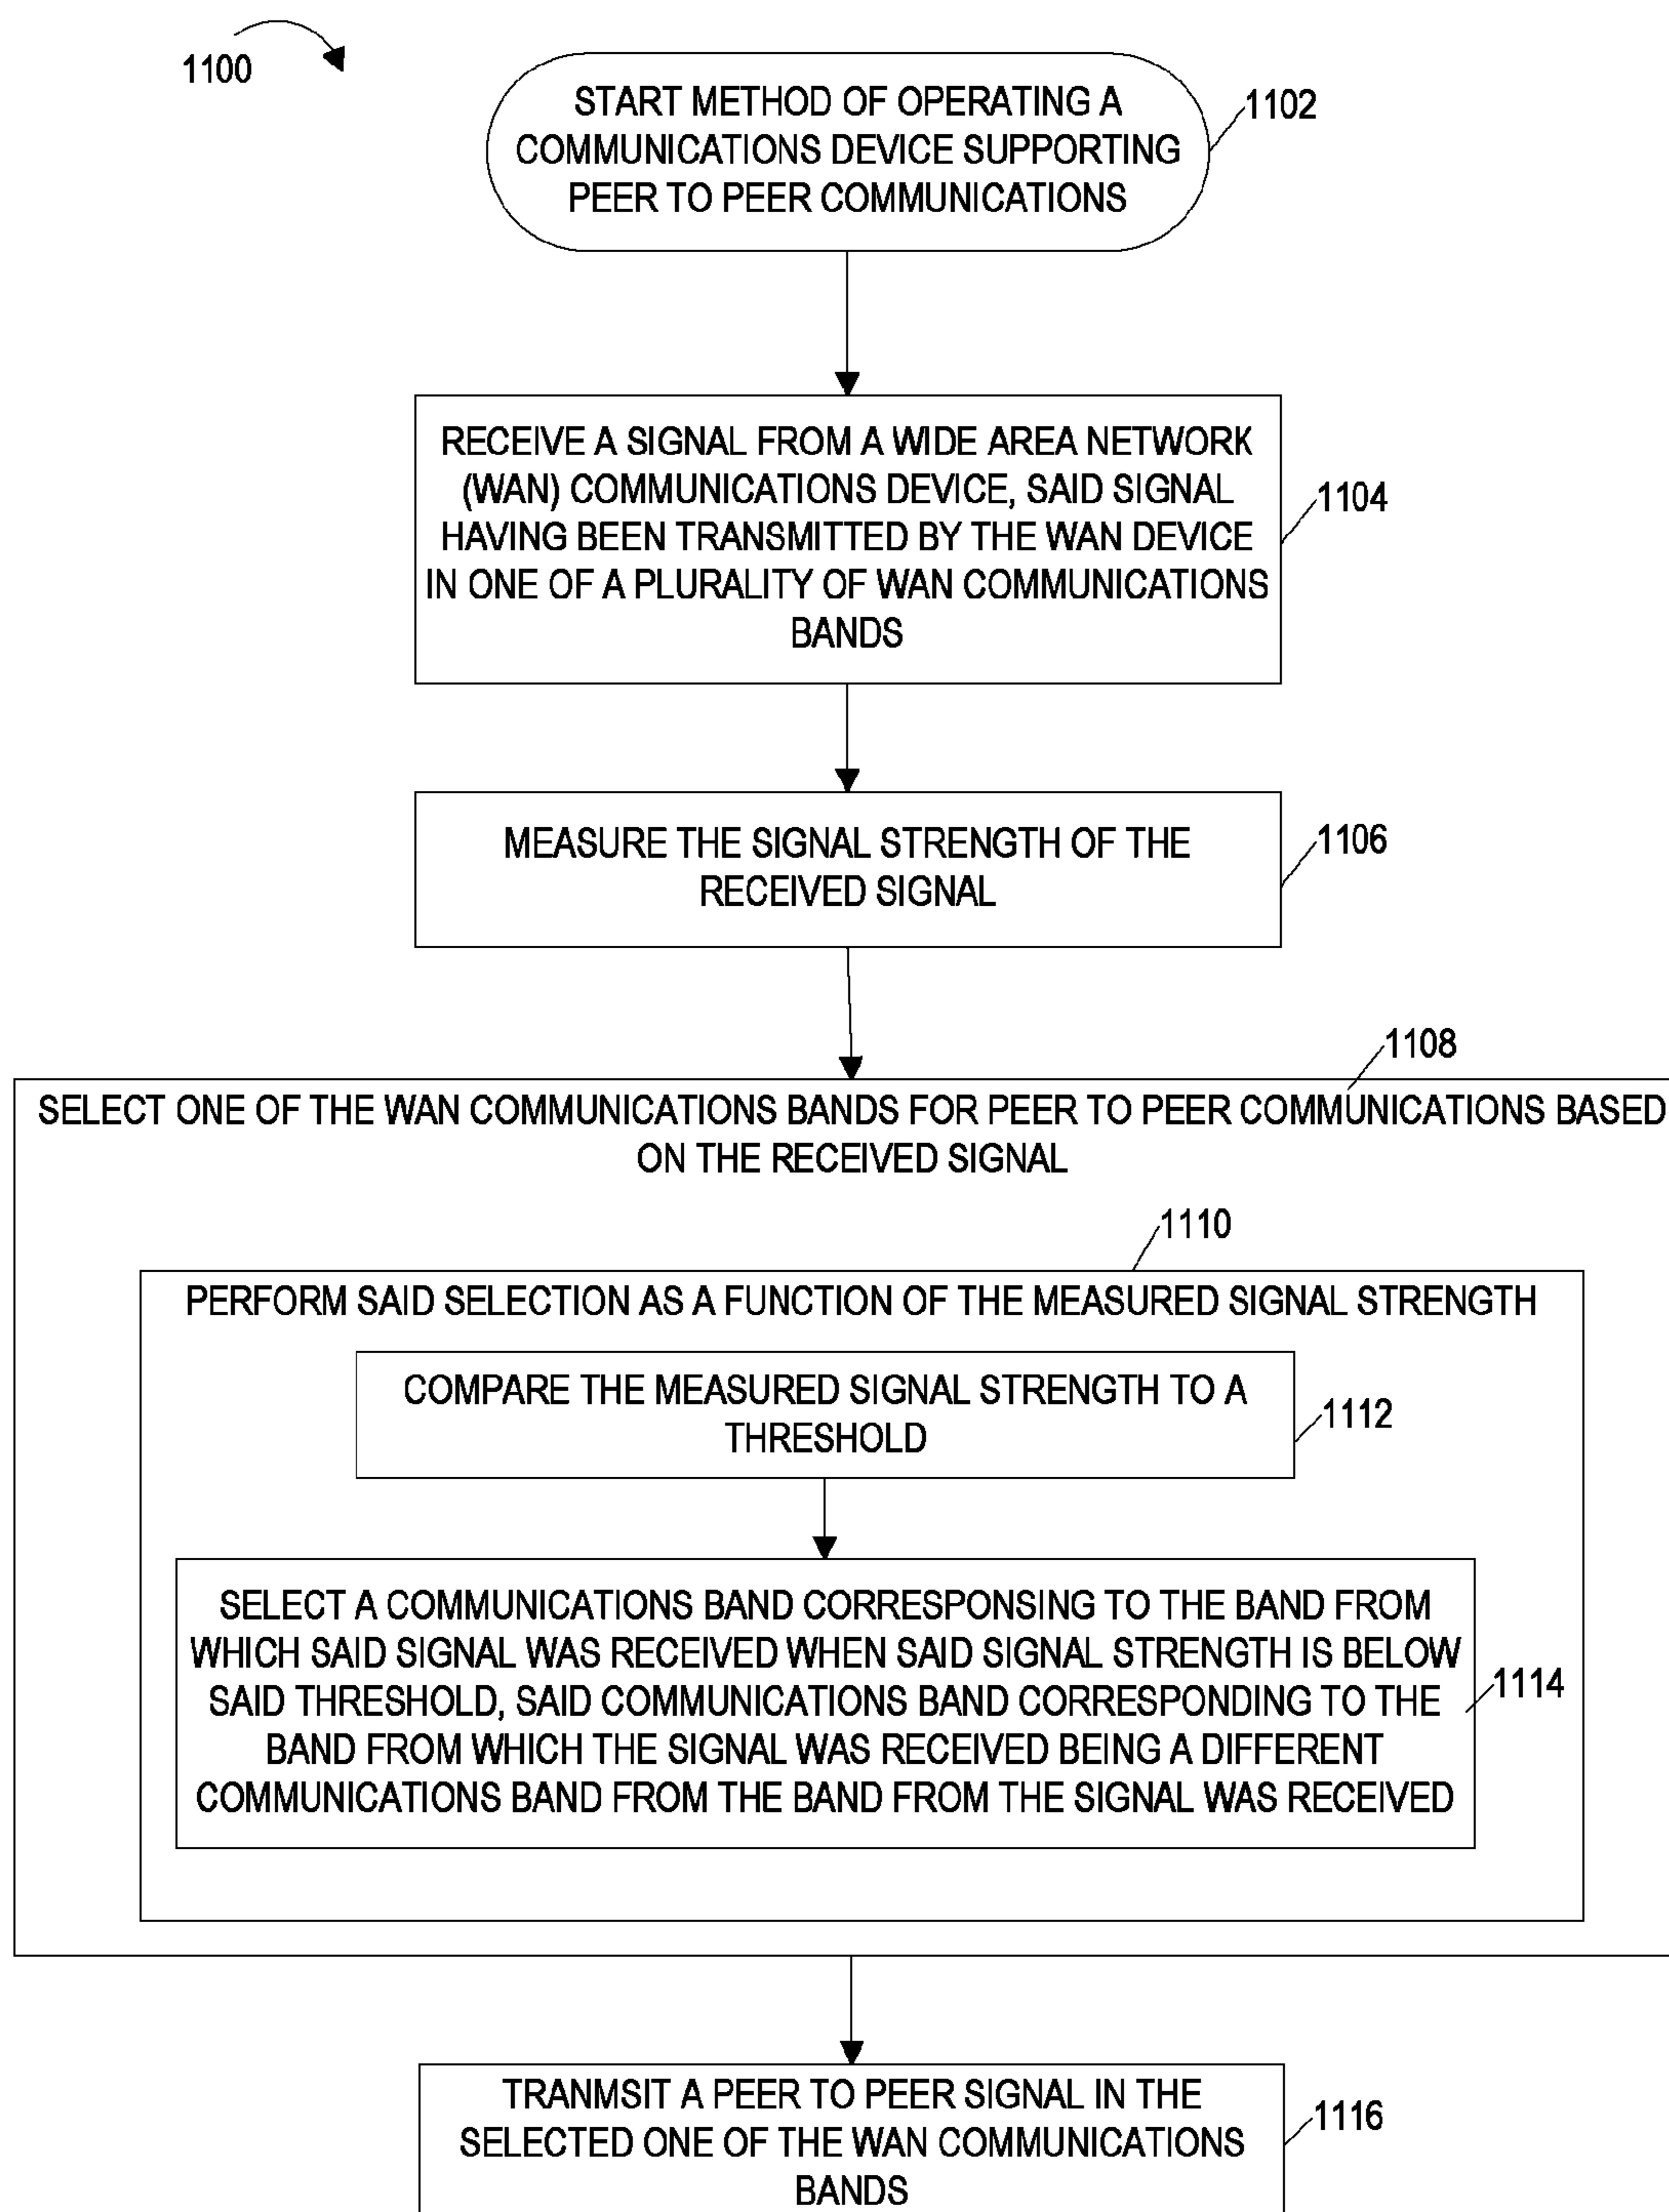 1100
START METHOD OF OPERATING A
COMMUNICATIONS DEVICE SUPPORTING
PEER TO PEER COMMUNICATIONS
1102
RECEIVE A SIGNAL FROM A WIDE AREA NETWORK
(WAN) COMMUNICATIONS DEVICE, SAID SIGNAL
HAVING BEEN TRANSMITTED BY THE WAN DEVICE
IN ONE OF A PLURALITY OF WAN COMMUNICATIONS
BANDS
1104
MEASURE THE SIGNAL STRENGTH OF THE
RECEIVED SIGNAL
1106
1108
SELECT ONE OF THE WAN COMMUNICATIONS BANDS FOR PEER TO PEER COMMUNICATIONS BASED
ON THE RECEIVED SIGNAL
1110
PERFORM SAID SELECTION AS A FUNCTION OF THE MEASURED SIGNAL STRENGTH
COMPARE THE MEASURED SIGNAL STRENGTH TO A
THRESHOLD
1112
SELECT A COMMUNICATIONS BAND CORRESPONSING TO THE BAND FROM
WHICH SAID SIGNAL WAS RECEIVED WHEN SAID SIGNAL STRENGTH IS BELOW
SAID THRESHOLD, SAID COMMUNICATIONS BAND CORRESPONDING TO THE
BAND FROM WHICH THE SIGNAL WAS RECEIVED BEING A DIFFERENT
COMMUNICATIONS BAND FROM THE BAND FROM THE SIGNAL WAS RECEIVED
1114
TRANMSIT A PEER TO PEER SIGNAL IN THE
SELECTED ONE OF THE WAN COMMUNICATIONS
BANDS
1116